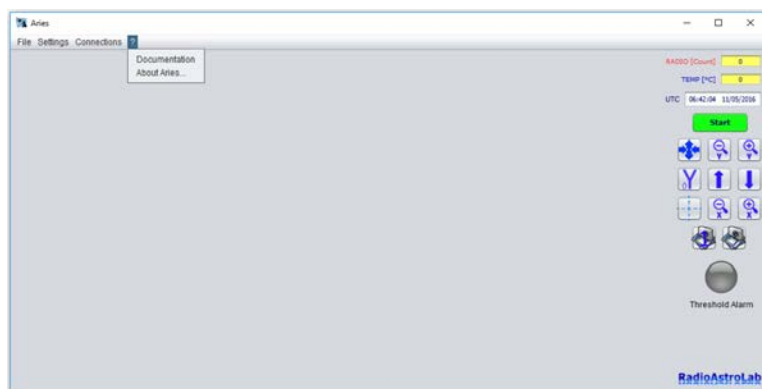 Aries
File Settings Connections ?
Documentation
About Aries...
RADIO [Count] 0
TEMP [°C] 0
UTC 06:42:04 11/05/2016
Start
Y Y
0 Y
X X
Threshold Alarm
RadioAstroLab